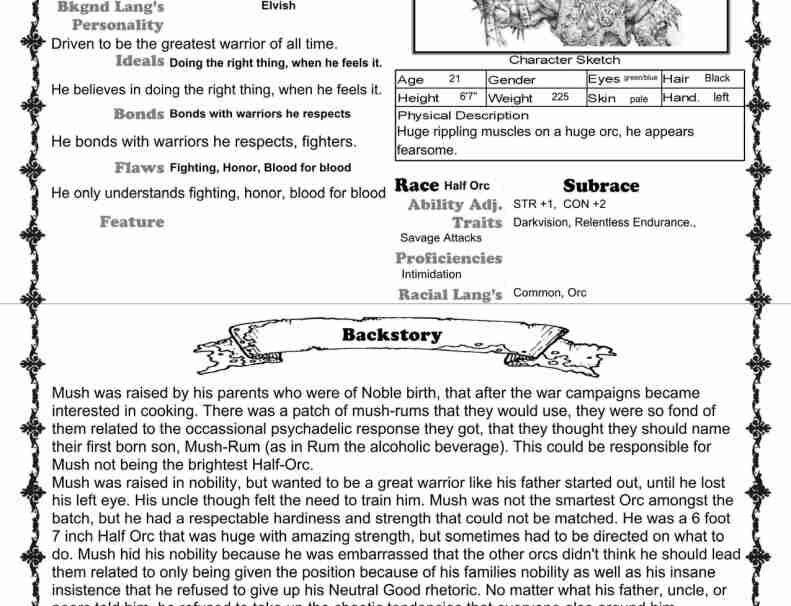 Bkgnd Lang's Elvish
Personality
Driven to be the greatest warrior of all time.
Ideals Doing the right thing, when he feels it.
He believes in doing the right thing, when he feels it.
Bonds Bonds with warriors he respects
He bonds with warriors he respects, fighters.
Flaws Fighting, Honor, Blood for blood
He only understands fighting, honor, blood for blood
Feature
Character Sketch
Age 21 Gender Eyes green/blue Hair Black
Height 6'7" Weight 225 Skin pale Hand. left
Physical Description
Huge rippling muscles on a huge orc, he appears
fearsome.
Race Half Orc Subrace
Ability Adj. STR +1, CON +2
Traits Darkvision, Relentless Endurance.,
Savage Attacks
Proficiencies
Intimidation
Racial Lang's Common, Orc
Backstory
Mush was raised by his parents who were of Noble birth, that after the war campaigns became
interested in cooking. There was a patch of mush-rums that they would use, they were so fond of
them related to the occassional psychadelic response they got, that they thought they should name
their first born son, Mush-Rum (as in Rum the alcoholic beverage). This could be responsible for
Mush not being the brightest Half-Orc.
Mush was raised in nobility, but wanted to be a great warrior like his father started out, until he lost
his left eye. His uncle though felt the need to train him. Mush was not the smartest Orc amongst the
batch, but he had a respectable hardiness and strength that could not be matched. He was a 6 foot
7 inch Half Orc that was huge with amazing strength, but sometimes had to be directed on what to
do. Mush hid his nobility because he was embarrassed that the other orcs didn't think he should lead
them related to only being given the position because of his families nobility as well as his insane
insistence that he refused to give up his Neutral Good rhetoric. No matter what his father, uncle, or
peers told him, he refused to take up the chaotic tendencies that everyone else around him